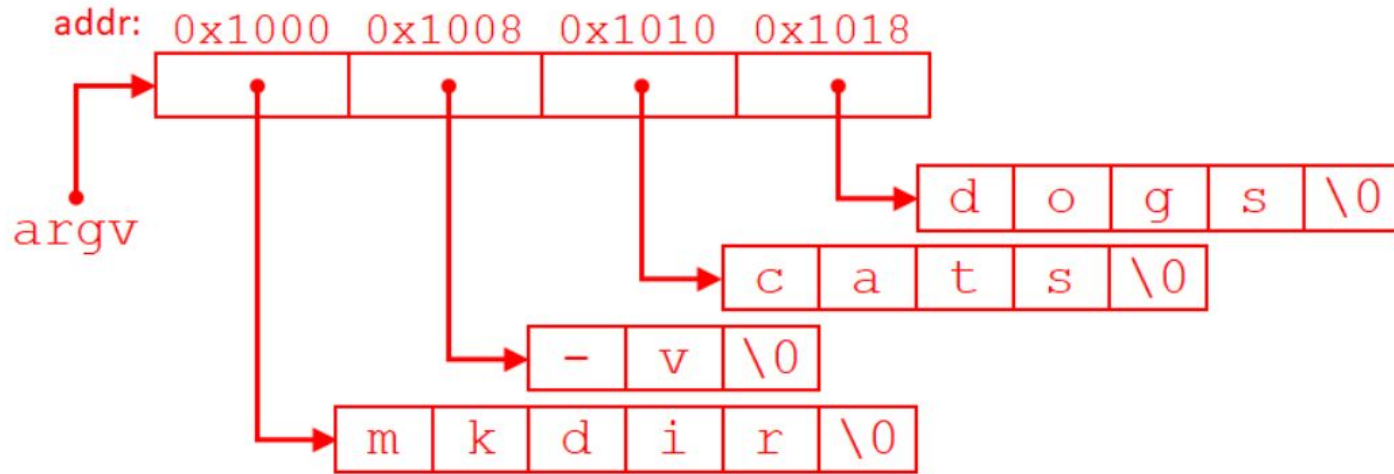 addr: 0x1000 0x1008 0x1010 0x1018
argv
d o g s \0
c a t s \0
- v \0
m k d i r \0